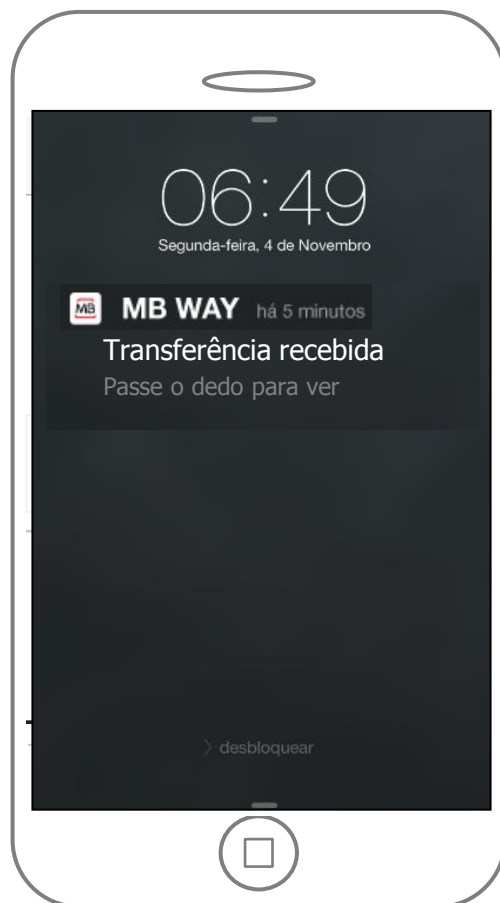 06:49
Segunda-feira, 4 de Novembro
MB MB WAY há 5 minutos
Transferência recebida
Passe o dedo para ver
desbloquear